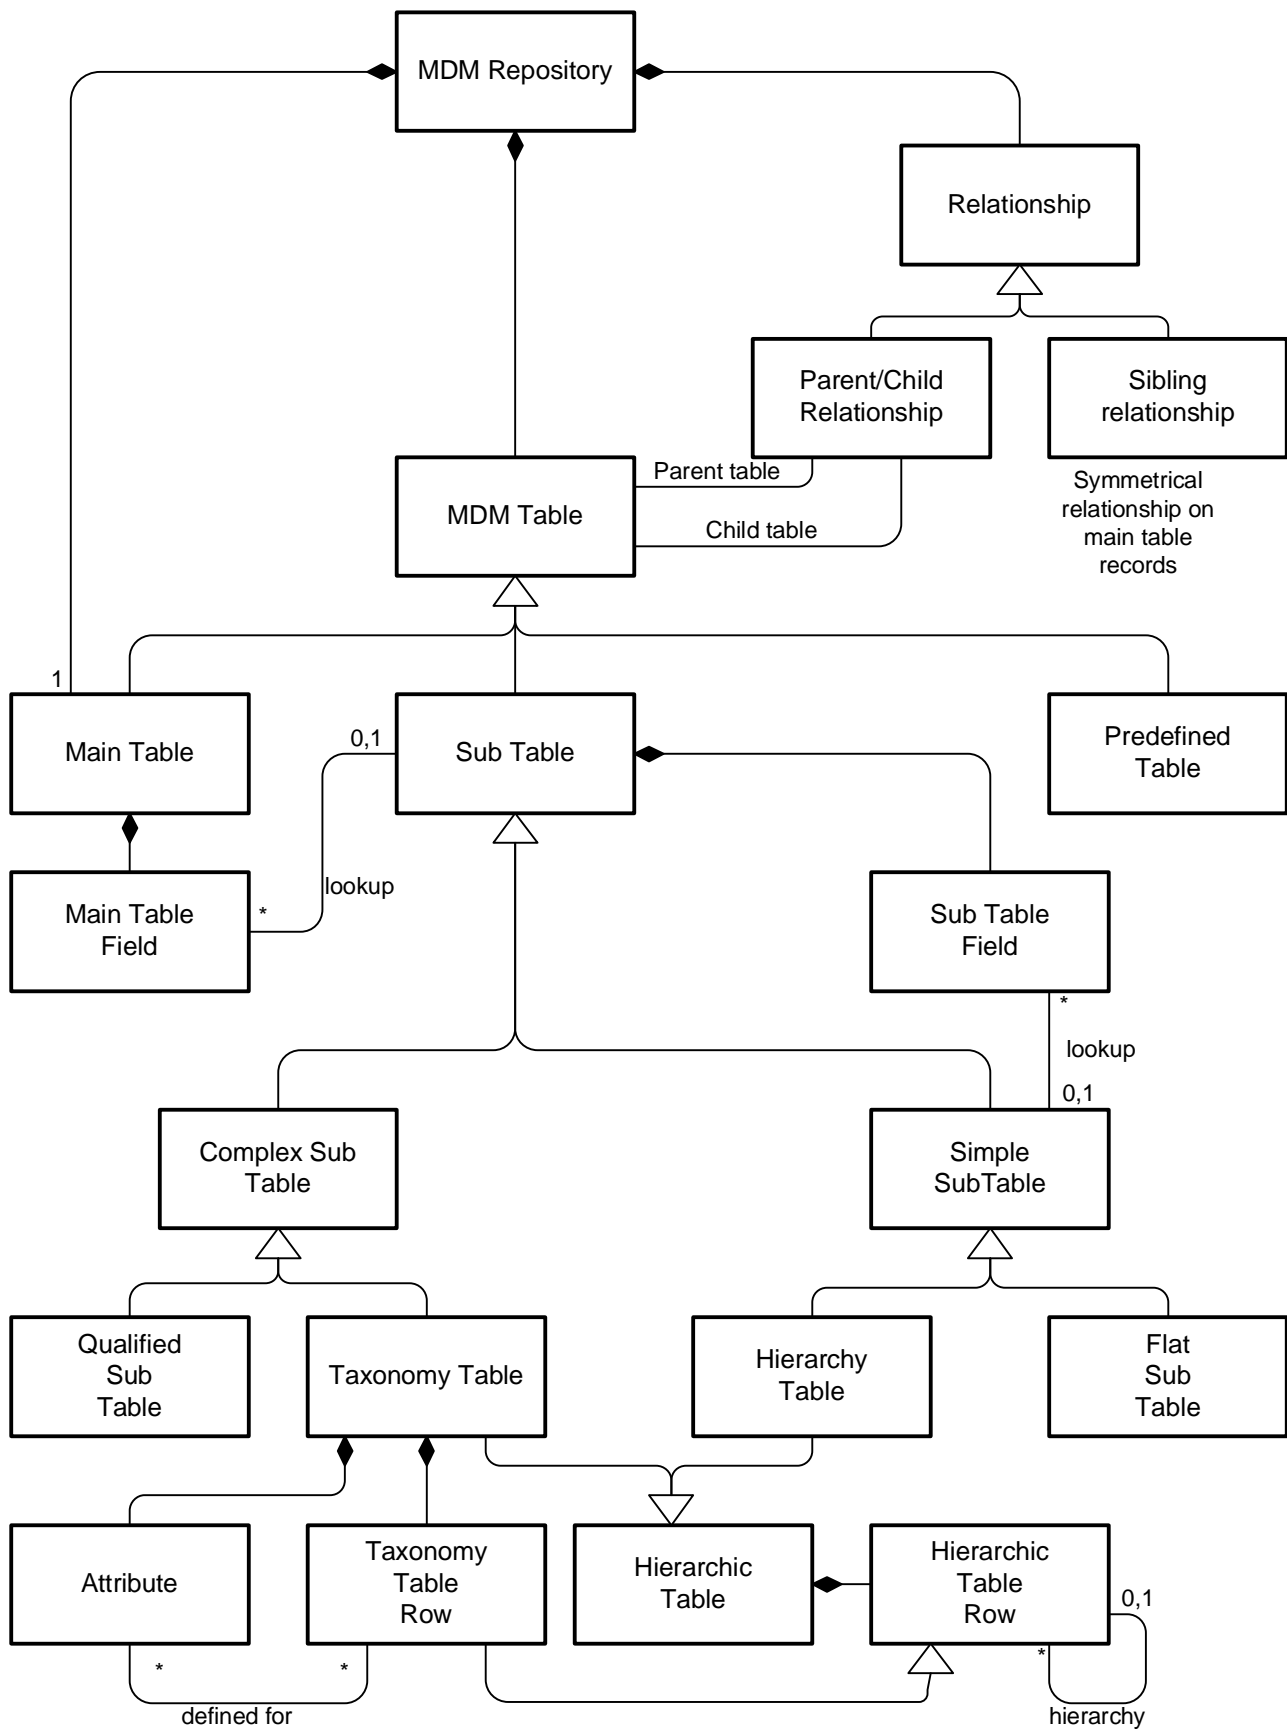 MDM Repository
Relationship
Parent/Child
Relationship
Sibling
relationship
Symmetrical
relationship on
main table
records
Parent table
MDM Table
Child table
1
Main Table
0,1
Sub Table
Predefined
Table
lookup
*
Main Table
Field
Sub Table
Field
*
lookup
0,1
Complex Sub
Table
Simple
SubTable
Qualified
Sub
Table
Taxonomy Table
Hierarchy
Table
Flat
Sub
Table
Attribute
Taxonomy
Table
Row
Hierarchic
Table
Hierarchic
Table
Row
0,1
*
*
*
defined for
hierarchy